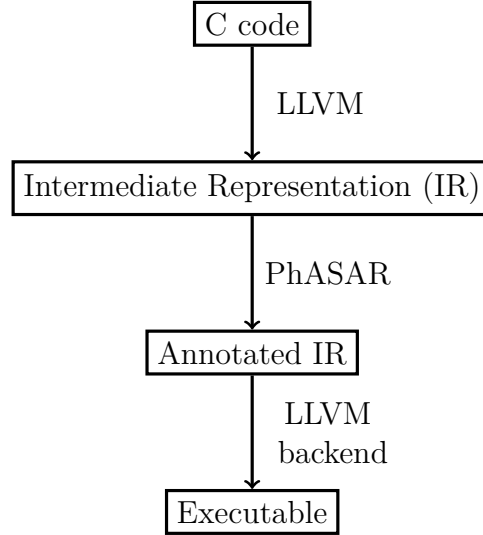 C code
LLVM
Intermediate Representation (IR)
PhASAR
Annotated IR
LLVM
backend
Executable